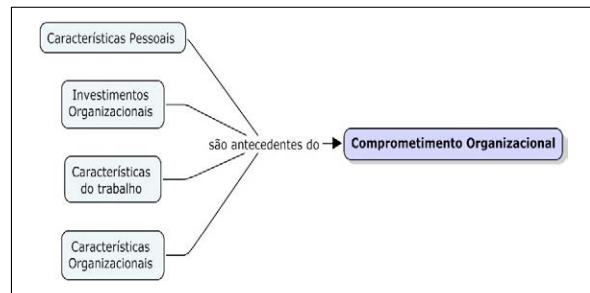 Características Pessoais
Investimentos
Organizacionais
Características
do trabalho
Características
Organizacionais
são antecedentes do
Comprometimento Organizacional